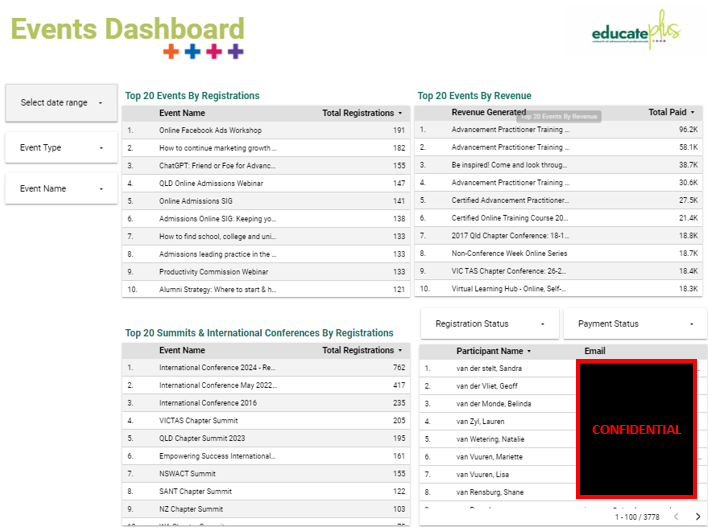 Events Dashboard
educateplus
Select date range
Event Type
Event Name
Top 20 Events By Registrations
Event Name Total Registrations
1. Online Facebook Ads Workshop 191
2. How to continue marketing growth ... 182
3. ChatGPT: Friend or Foe for Advanc... 155
4. QLD Online Admissions Webinar 147
5. Online Admissions SIG 141
6. Admissions Online SIG: Keeping yo... 138
7. How to find school, college and uni... 133
8. Admissions leading practice in the ... 133
9. Productivity Commission Webinar 133
10. Alumni Strategy: Where to start & h... 121
Top 20 Events By Revenue
Revenue Generated Total Paid
Top 20 Events By Revenue
1. Advancement Practitioner Training ... 96.2K
2. Advancement Practitioner Training ... 58.1K
3. Be inspired! Come and look throug... 38.7K
4. Advancement Practitioner Training ... 30.6K
5. Certified Advancement Practitioner... 27.5K
6. Certified Online Training Course 20... 21.4K
7. 2017 Qld Chapter Conference: 18-1... 18.8K
8. Non-Conference Week Online Series 18.7K
9. VIC TAS Chapter Conference: 26-2... 18.4K
10. Virtual Learning Hub - Online, Self-... 18.3K
Top 20 Summits & International Conferences By Registrations
Event Name Total Registrations
1. International Conference 2024 - Re... 762
2. International Conference May 2022... 417
3. International Conference 2016 235
4. VICTAS Chapter Summit 205
5. QLD Chapter Summit 2023 195
6. Empowering Success International... 161
7. NSWACT Summit 155
8. SANT Chapter Summit 122
9. NZ Chapter Summit 103
Registration Status
Payment Status
Participant Name Email
1. van der stelt, Sandra
2. van der Vliet, Geoff
3. van der Monde, Belinda
4. van Zyl, Lauren
5. van Wetering, Natalie
6. van Vuuren, Mariette
7. van Vuuren, Lisa
8. van Rensburg, Shane
CONFIDENTIAL
1 - 100 / 3778